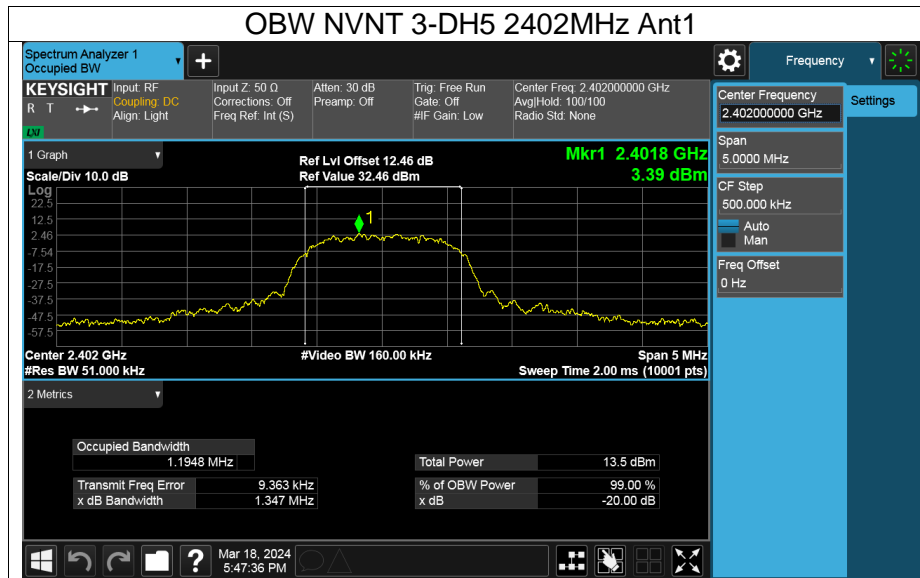 OBW NVNT 3-DH5 2402MHz Ant1
Spectrum Analyzer 1
Occupied BW
▼
+
Frequency
▼
KEYSIGHT
R T
LXI
Input: RF
Coupling: DC
Align: Light
Input Z: 50 Ω
Corrections: Off
Freq Ref: Int (S)
Atten: 30 dB
Preamp: Off
Trig: Free Run
Gate: Off
#IF Gain: Low
Center Freq: 2.402000000 GHz
Avg|Hold: 100/100
Radio Std: None
Center Frequency
2.402000000 GHz
Settings
Span
5.0000 MHz
CF Step
500.000 kHz
Auto
Man
Freq Offset
0 Hz
1 Graph ▼
Scale/Div 10.0 dB
Ref Lvl Offset 12.46 dB
Ref Value 32.46 dBm
Mkr1 2.4018 GHz
3.39 dBm
Log
22.5
12.5
2.46
-7.54
-17.5
-27.5
-37.5
-47.5
-57.5
1
Center 2.402 GHz
#Res BW 51.000 kHz
#Video BW 160.00 kHz
Span 5 MHz
Sweep Time 2.00 ms (10001 pts)
2 Metrics ▼
Occupied Bandwidth
1.1948 MHz
Total Power 13.5 dBm
Transmit Freq Error 9.363 kHz
% of OBW Power 99.00 %
x dB Bandwidth 1.347 MHz
x dB -20.00 dB
?
Mar 18, 2024
5:47:36 PM